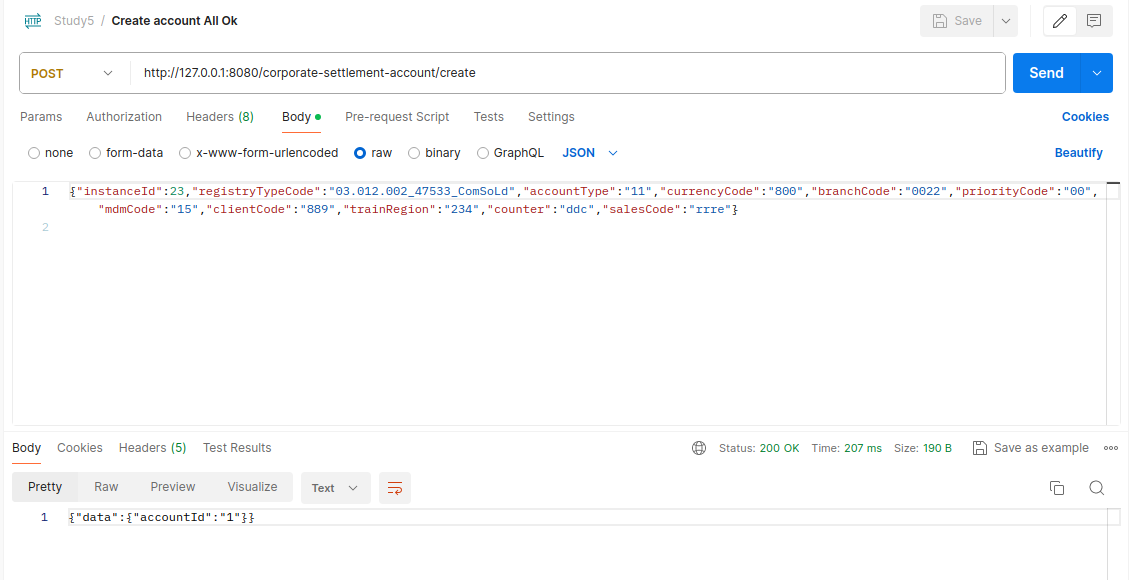 HTTP Study5 / Create account All Ok Save
POST http://127.0.0.1:8080/corporate-settlement-account/create Send
Params Authorization Headers (8) Body Pre-request Script Tests Settings Cookies
none form-data x-www-form-urlencoded raw binary GraphQL JSON Beautify
1 {"instanceId":23,"registryTypeCode":"03.012.002_47533_ComSoLd","accountType":"11","currencyCode":"800","branchCode":"0022","priorityCode":"00",
"mdmCode":"15","clientCode":"889","trainRegion":"234","counter":"ddc","salesCode":"rrre"}
2
Body Cookies Headers (5) Test Results Status: 200 OK Time: 207 ms Size: 190 B Save as example
Pretty Raw Preview Visualize Text
1 {"data":{"accountId":"1"}}